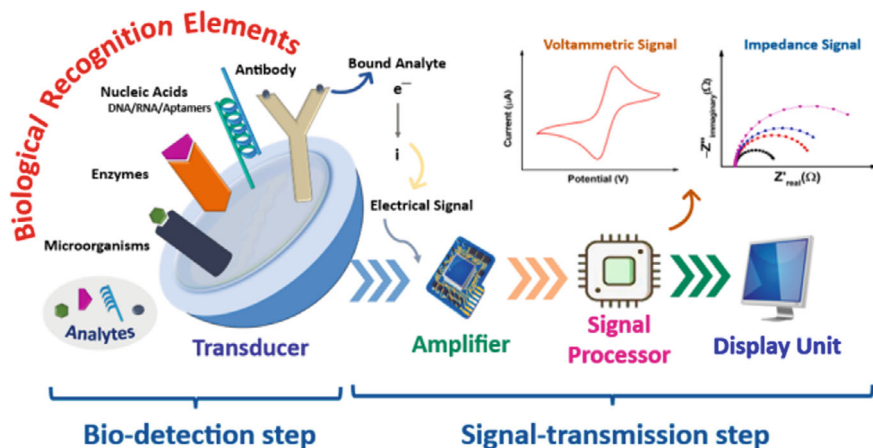 Biological Recognition Elements
Antibody
Nucleic Acids
DNA/RNA/Aptamers
Enzymes
Microorganisms
Analytes
Transducer
Bound Analyte
e—
i
Electrical Signal
Voltammetric Signal
Current (µA)
Potential (V)
Impedance Signal
-Z"Immaginary(Ω)
Z'real(Ω)
Amplifier
Signal
Processor
Display Unit
Bio-detection step
Signal-transmission step